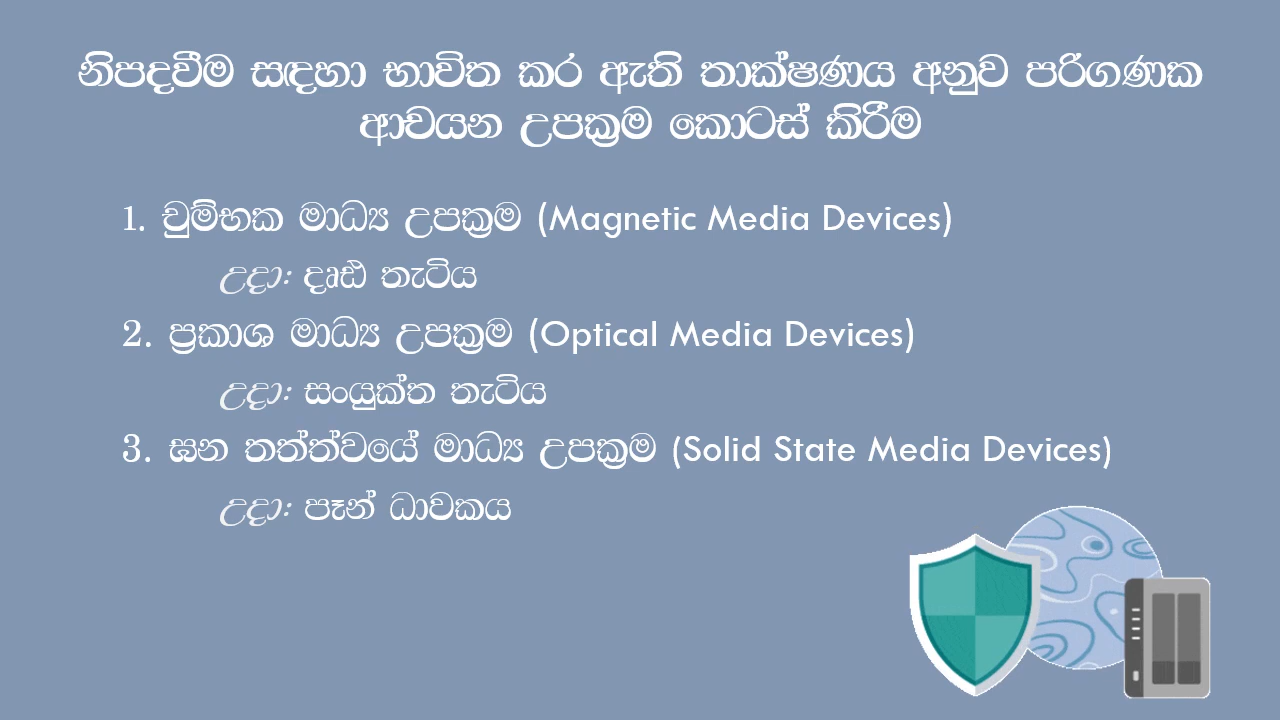 නිපදවීම සඳහා භාවිත කර ඇති තාක්ෂණය අනුව පරිගණක
ආචයන උපක්‍රම කොටස් කිරීම
1. චුම්භක මාධ්‍ය උපක්‍රම (Magnetic Media Devices)
උදා: දෘඪ තැටිය
2. ප්‍රකාශ මාධ්‍ය උපක්‍රම (Optical Media Devices)
උදා: සංයුක්ත තැටිය
3. ඝන තත්ත්වයේ මාධ්‍ය උපක්‍රම (Solid State Media Devices)
උදා: පෑන් ධාවකය